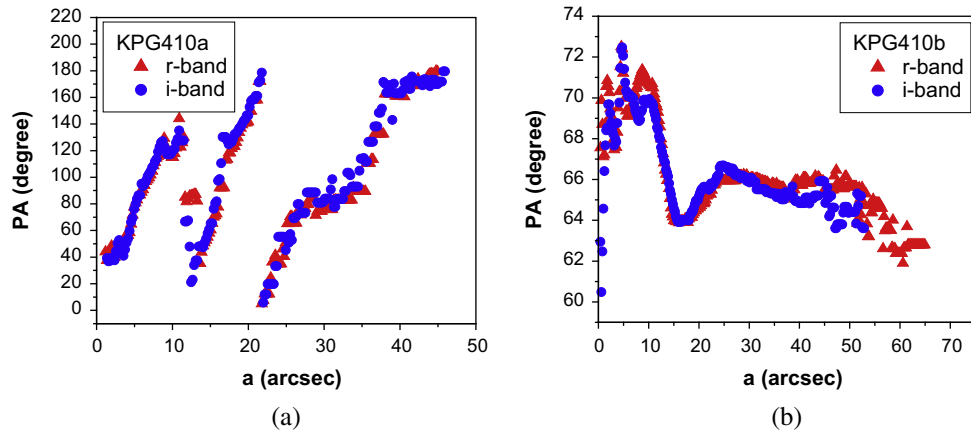 KPG410a
r-band
i-band
220
200
180
160
140
120
100
80
60
40
20
0
PA (degree)
0 10 20 30 40 50
a (arcsec)
(a)
KPG410b
r-band
i-band
74
72
70
68
66
64
62
60
PA (degree)
0 10 20 30 40 50 60 70
a (arcsec)
(b)